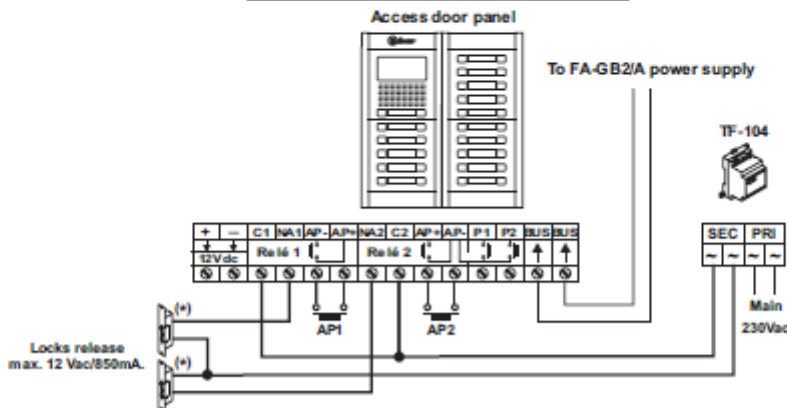 Access door panel
To FA-GB2/A power supply
TF-104
+ – C1 NA1 AP- AP+ NA2 C2 AP+ AP- P1 P2 BUS BUS
12Vdc Relé 1 Relé 2
SEC PRI
~ ~ ~ ~
AP1 AP2
Main
230Vac
(*)
Locks release
max. 12 Vac/850mA.
(*)